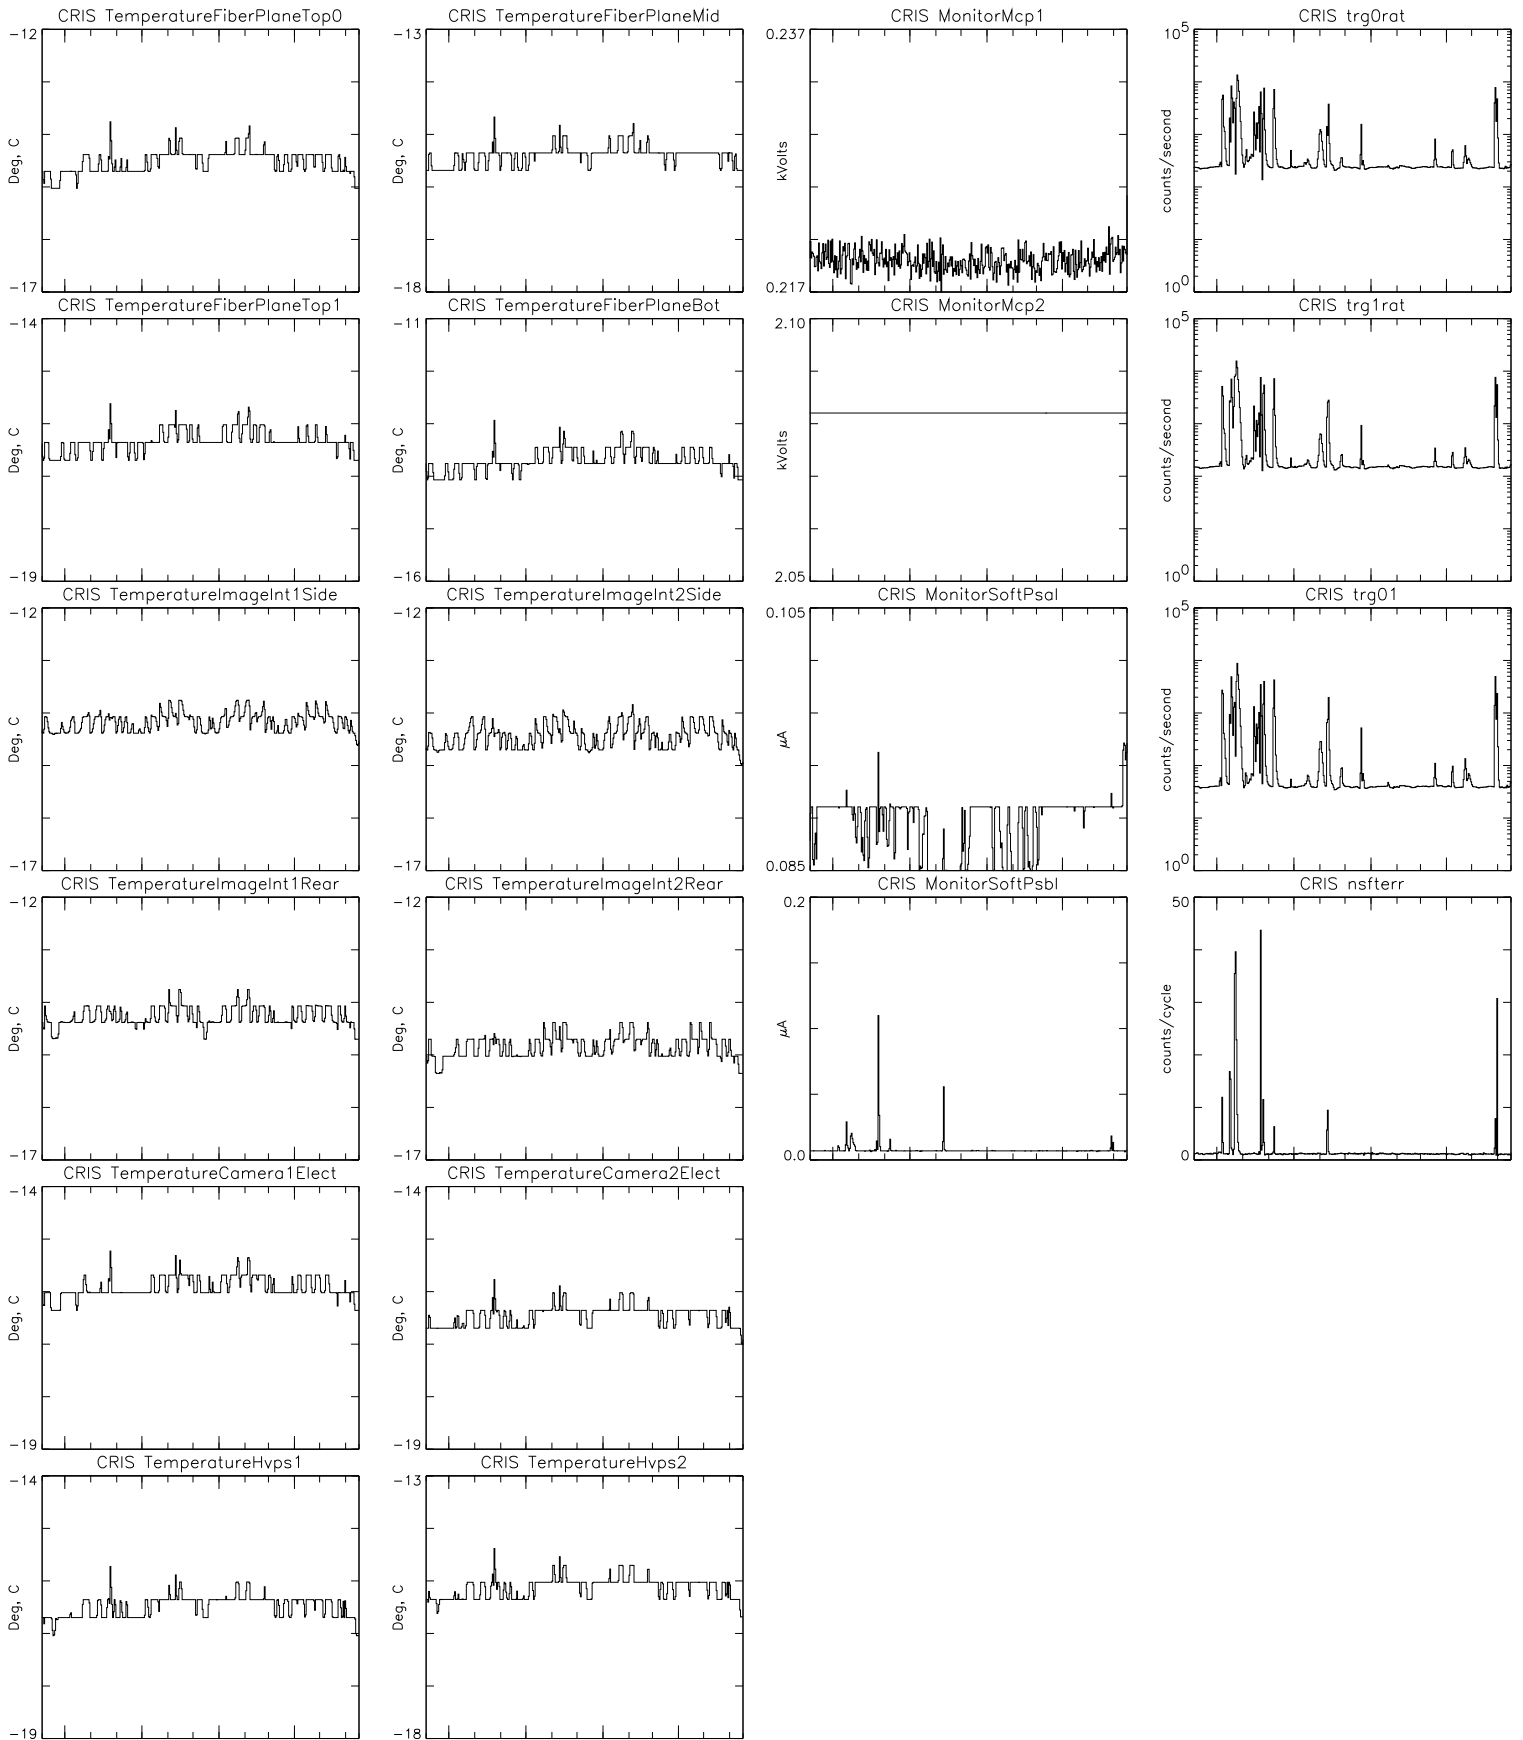 CRIS TemperatureFiberPlaneTop0
-12
Deg, C
-17
CRIS TemperatureFiberPlaneMid
-13
Deg, C
-18
CRIS MonitorMcp1
0.237
kVolts
0.217
CRIS trg0rat
10^5
counts/second
10^0
CRIS TemperatureFiberPlaneTop1
-14
Deg, C
-19
CRIS TemperatureFiberPlaneBot
-11
Deg, C
-16
CRIS MonitorMcp2
2.10
kVolts
2.05
CRIS trg1rat
10^5
counts/second
10^0
CRIS TemperatureImageInt1Side
-12
Deg, C
-17
CRIS TemperatureImageInt2Side
-12
Deg, C
-17
CRIS MonitorSoftPsaI
0.105
μA
0.085
CRIS trg01
10^5
counts/second
10^0
CRIS TemperatureImageInt1Rear
-12
Deg, C
-17
CRIS TemperatureImageInt2Rear
-12
Deg, C
-17
CRIS MonitorSoftPsbI
0.2
μA
0.0
CRIS nsfterr
50
counts/cycle
0
CRIS TemperatureCamera1Elect
-14
Deg, C
-19
CRIS TemperatureCamera2Elect
-14
Deg, C
-19
CRIS TemperatureHvps1
-14
Deg, C
-19
CRIS TemperatureHvps2
-13
Deg, C
-18